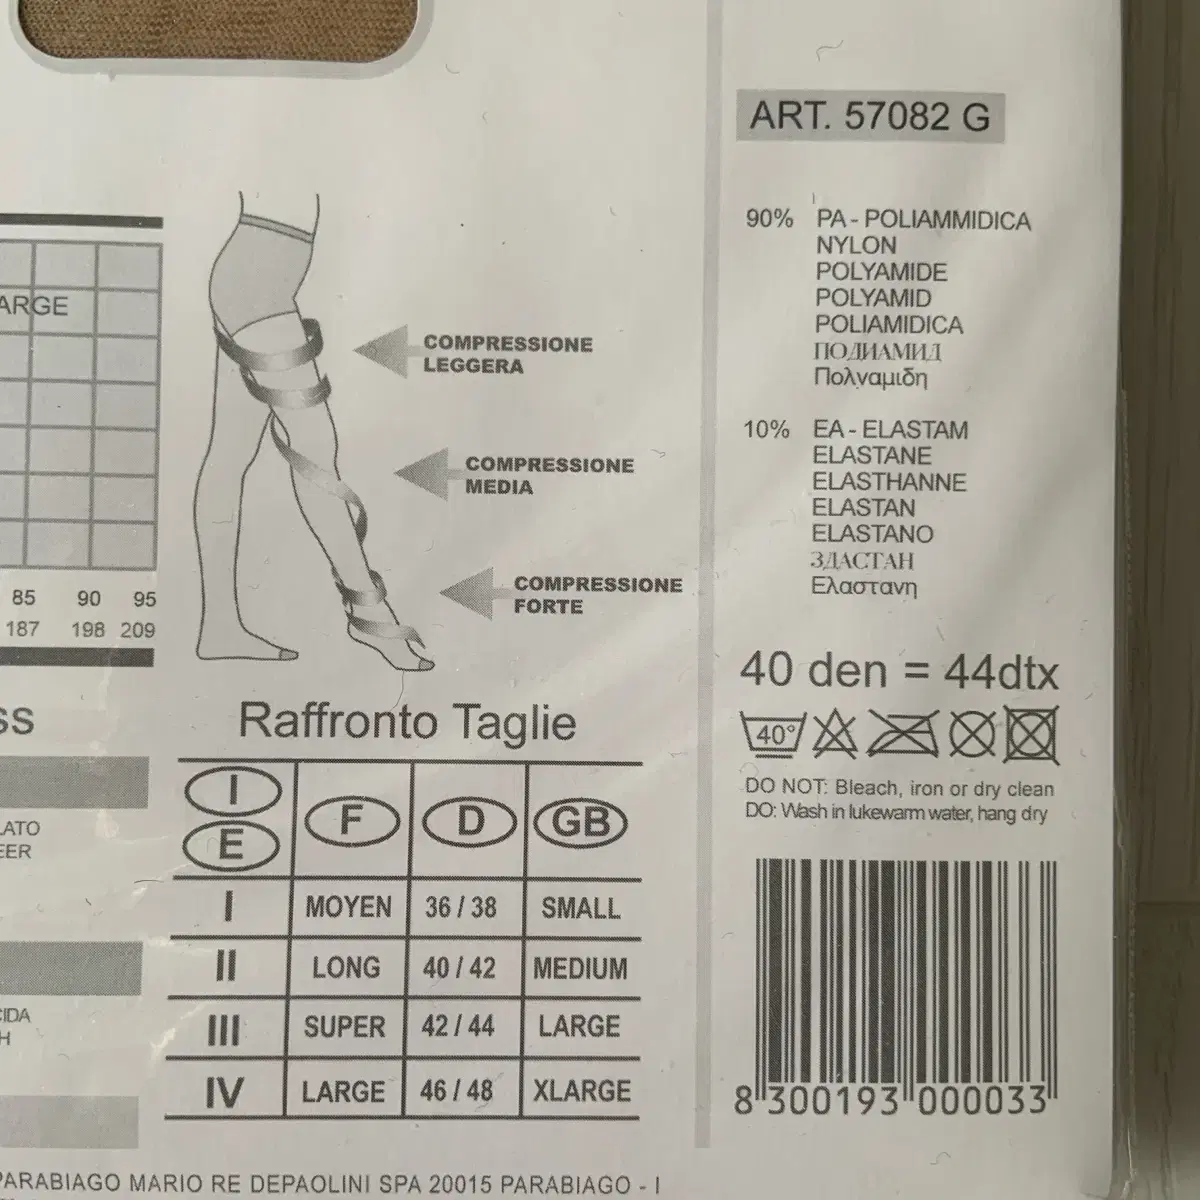 ART. 57082 G
90% PA - POLIAMMIDICA
NYLON
POLYAMIDE
POLYAMID
POLIAMIDICA
ПОДИАМИД
Πολναμιδη
10% EA - ELASTAM
ELASTANE
ELASTHANNE
ELASTAN
ELASTANO
ЗДАСТАН
Ελαστανη
40 den = 44dtx
40°
DO NOT: Bleach, iron or dry clean
DO: Wash in lukewarm water, hang dry
8 300193 000033
COMPRESSIONE
LEGGERA
COMPRESSIONE
MEDIA
COMPRESSIONE
FORTE
ARGE
85 90 95
187 198 209
SS
LATO
EER
CIDA
H
Raffronto Taglie
I E F D GB
I MOYEN 36 / 38 SMALL
II LONG 40 / 42 MEDIUM
III SUPER 42 / 44 LARGE
IV LARGE 46 / 48 XLARGE
PARABIAGO MARIO RE DEPAOLINI SPA 20015 PARABIAGO - I